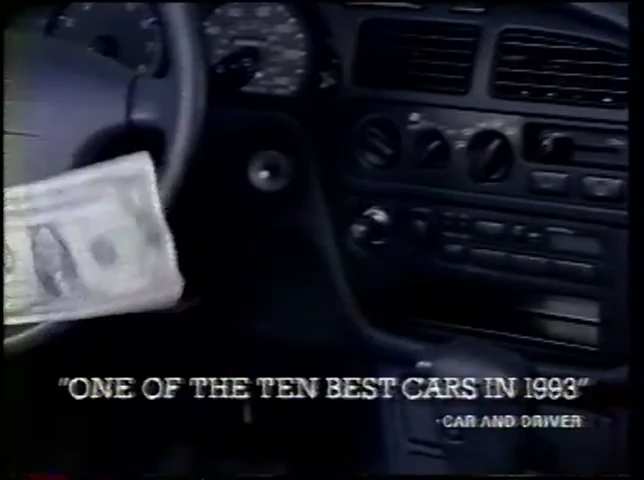 "ONE OF THE TEN BEST CARS IN 1993"
-CAR AND DRIVER